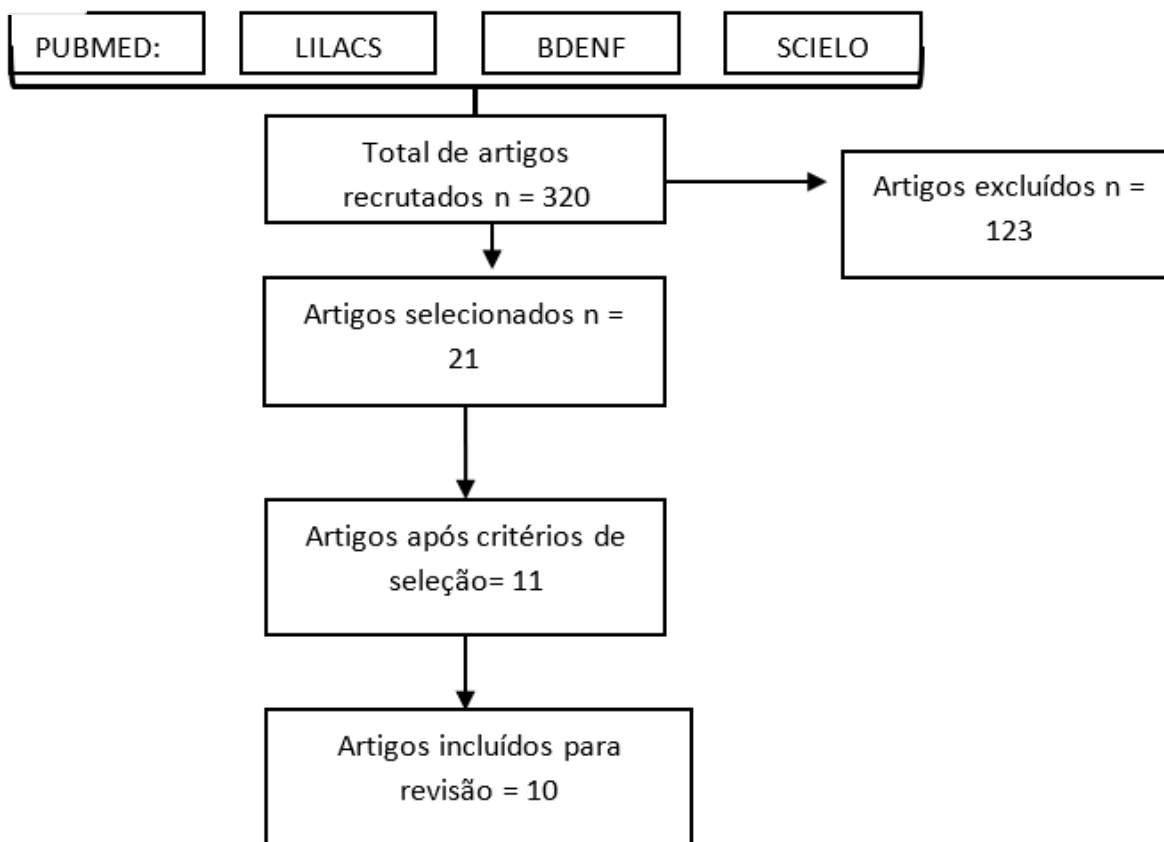 PUBMED:
LILACS
BDENF
SCIELO
Total de artigos
recrutados n = 320
Artigos excluídos n =
123
Artigos selecionados n =
21
Artigos após critérios de
seleção= 11
Artigos incluídos para
revisão = 10